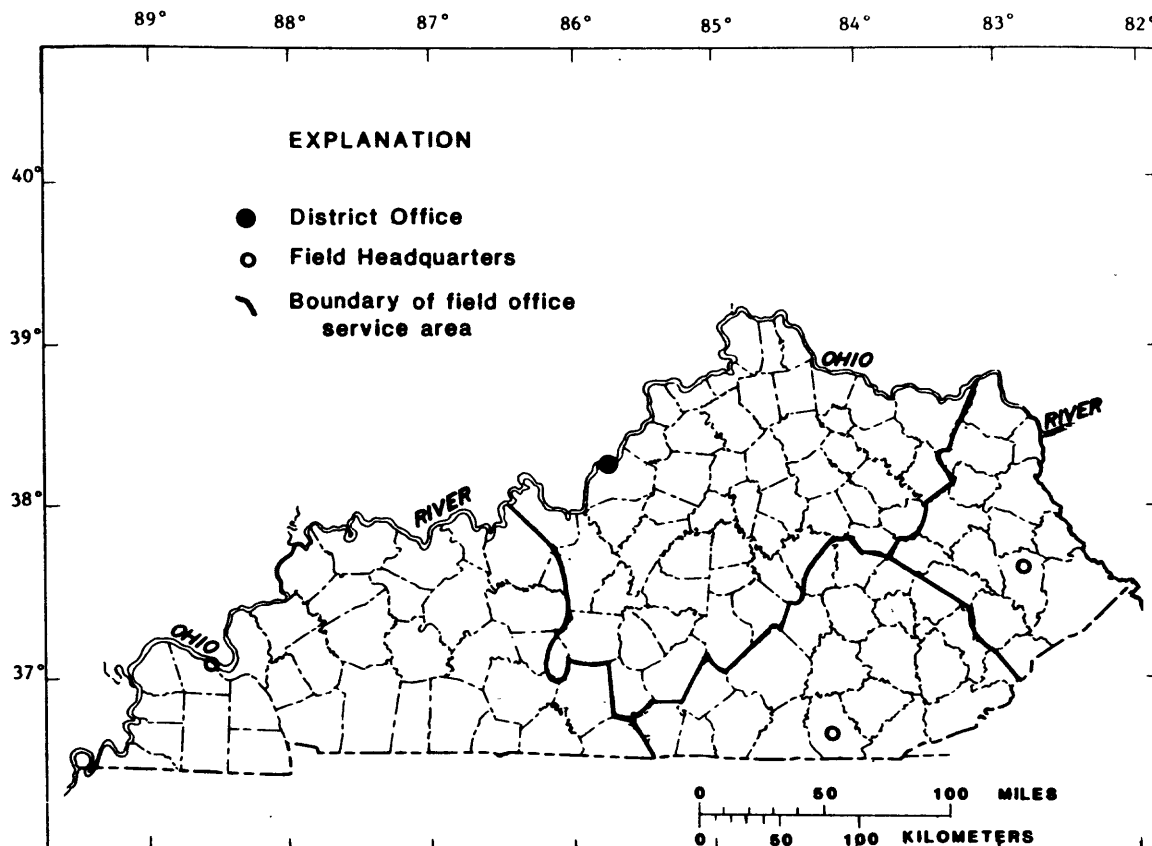 89° 88° 87° 86° 85° 84° 83° 82°
EXPLANATION
40°
District Office
Field Headquarters
Boundary of field office
service area
39°
OHIO
RIVER
38°
RIVER
OHIO
37°
0 50 100 MILES
0 50 100 KILOMETERS